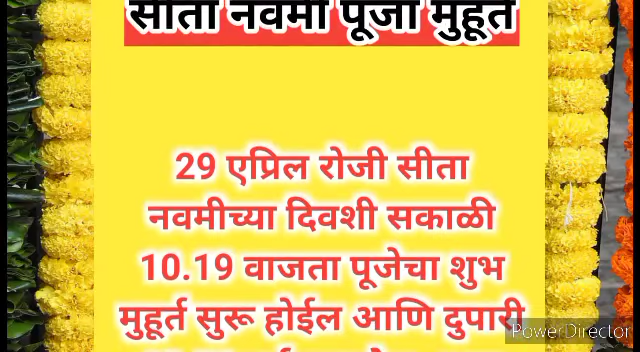 सीता नवमी पूजा मुहूर्त
29 एप्रिल रोजी सीता
नवमीच्या दिवशी सकाळी
10.19 वाजता पूजेचा शुभ
मुहूर्त सुरू होईल आणि दुपारी
PowerDirector